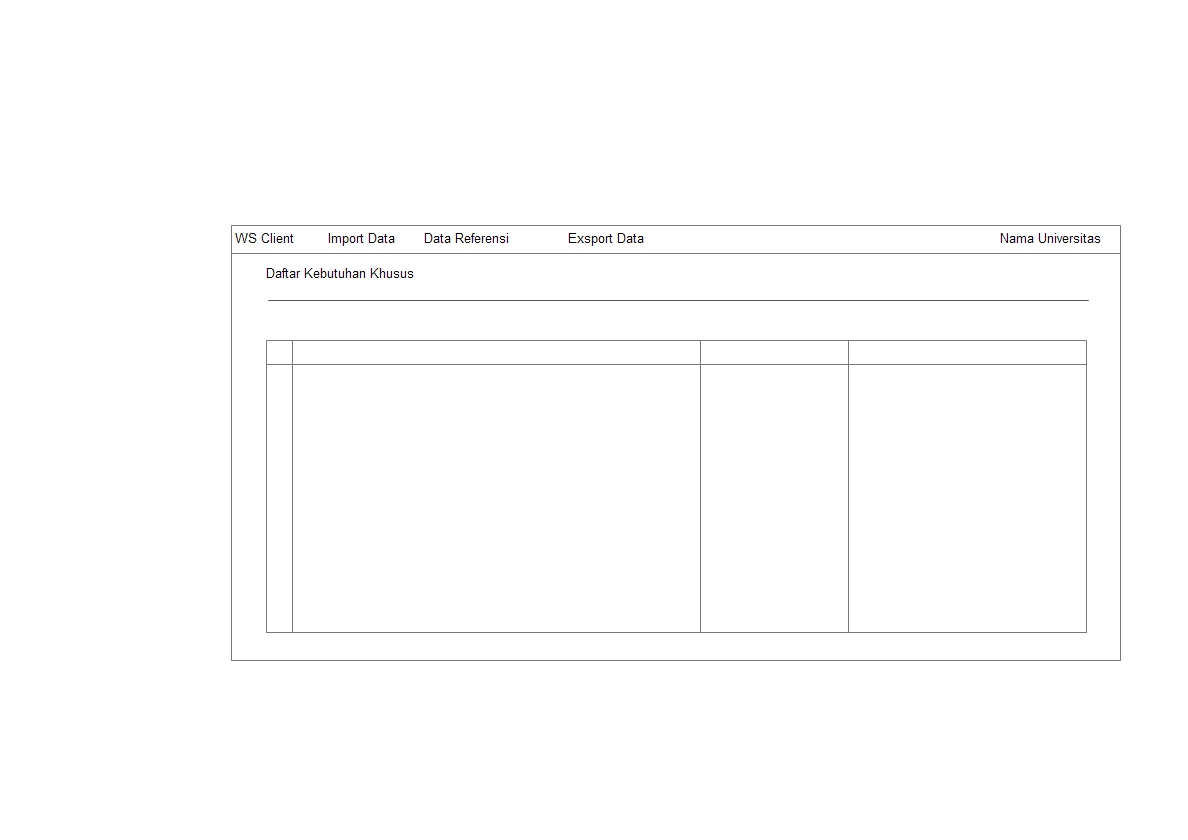 WS Client Import Data Data Referensi Exsport Data Nama Universitas
Daftar Kebutuhan Khusus